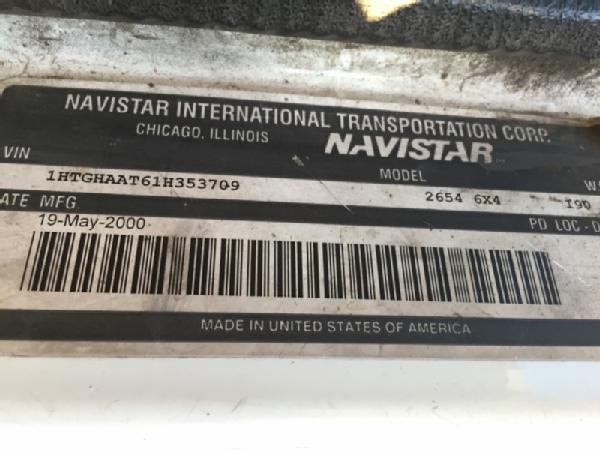 NAVISTAR INTERNATIONAL TRANSPORTATION CORP.
CHICAGO, ILLINOIS NAVISTAR
VIN MODEL
1HTGHAAT61H353709 2654 6X4 190
ATE MFG. PD LOC - D
19-May-2000
MADE IN UNITED STATES OF AMERICA